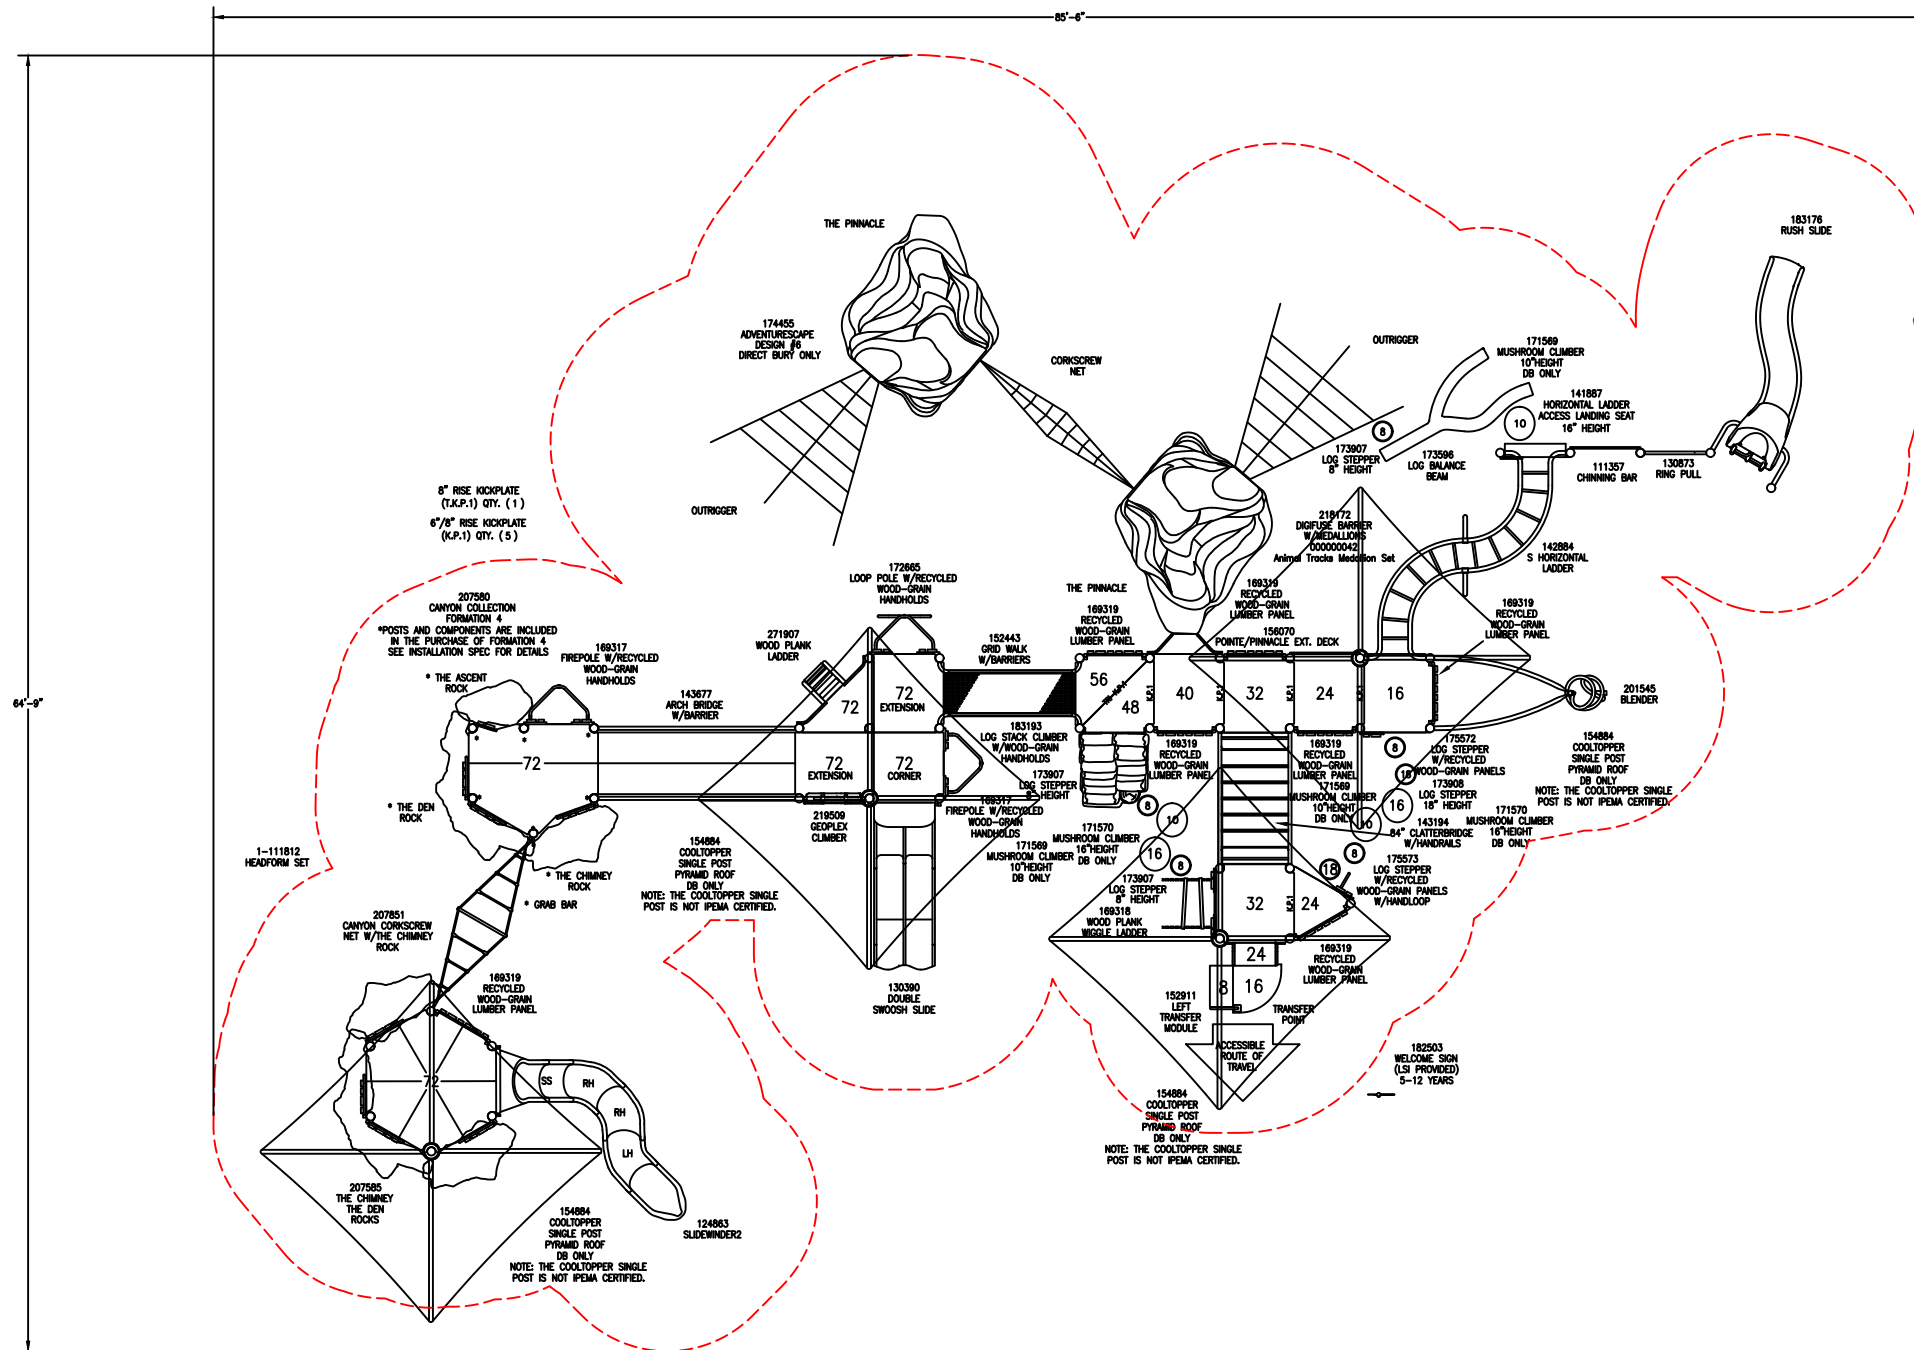 85'-6"
64'-9"
THE PINNACLE
183176
RUSH SLIDE
174455
ADVENTURESCAPE
DESIGN #6
DIRECT BURY ONLY
CORKSCREW
NET
OUTRIGGER
171569
MUSHROOM CLIMBER
10"HEIGHT
DB ONLY
141887
HORIZONTAL LADDER
ACCESS LANDING SEAT
16" HEIGHT
10
8
173907
LOG STEPPER
8" HEIGHT
173596
LOG BALANCE
BEAM
111357
CHINNING BAR
130873
RING PULL
8" RISE KICKPLATE
(T.K.P.1) QTY. ( 1 )
6"/8" RISE KICKPLATE
(K.P.1) QTY. ( 5 )
OUTRIGGER
218172
DIGIFUSE BARRIER
W/MEDALLIONS
000000042
Animal Tracks Medallion Set
142884
S HORIZONTAL
LADDER
207580
CANYON COLLECTION
FORMATION 4
*POSTS AND COMPONENTS ARE INCLUDED
IN THE PURCHASE OF FORMATION 4
SEE INSTALLATION SPEC FOR DETAILS
172665
LOOP POLE W/RECYCLED
WOOD-GRAIN
HANDHOLDS
THE PINNACLE
169319
RECYCLED
WOOD-GRAIN
LUMBER PANEL
169319
RECYCLED
WOOD-GRAIN
LUMBER PANEL
169319
RECYCLED
WOOD-GRAIN
LUMBER PANEL
156070
POINTE/PINNACLE EXT. DECK
169317
FIREPOLE W/RECYCLED
WOOD-GRAIN
HANDHOLDS
271907
WOOD PLANK
LADDER
152443
GRID WALK
W/BARRIERS
* THE ASCENT
ROCK
143677
ARCH BRIDGE
W/BARRIER
72
72
EXTENSION
56
T.K.P.1
48
K.P.1
40
K.P.1
32
K.P.1
24
K.P.1
16
201545
BLENDER
72
72
EXTENSION
72
CORNER
183193
LOG STACK CLIMBER
W/WOOD-GRAIN
HANDHOLDS
173907
LOG STEPPER
8" HEIGHT
169319
RECYCLED
WOOD-GRAIN
LUMBER PANEL
169319
RECYCLED
WOOD-GRAIN
LUMBER PANEL
171569
MUSHROOM CLIMBER
10"HEIGHT
DB ONLY
8
175572
LOG STEPPER
W/RECYCLED
WOOD-GRAIN PANELS
18
173908
LOG STEPPER
18" HEIGHT
16
10
154884
COOLTOPPER
SINGLE POST
PYRAMID ROOF
DB ONLY
NOTE: THE COOLTOPPER SINGLE
POST IS NOT IPEMA CERTIFIED.
171570
MUSHROOM CLIMBER
16"HEIGHT
DB ONLY
143194
84" CLATTERBRIDGE
W/HANDRAILS
* THE DEN
ROCK
219509
GEOPLEX
CLIMBER
169317
FIREPOLE W/RECYCLED
WOOD-GRAIN
HANDHOLDS
8
10
16
8
171570
MUSHROOM CLIMBER
16"HEIGHT
DB ONLY
171569
MUSHROOM CLIMBER
10"HEIGHT
DB ONLY
1-111812
HEADFORM SET
* THE CHIMNEY
ROCK
* GRAB BAR
154884
COOLTOPPER
SINGLE POST
PYRAMID ROOF
DB ONLY
NOTE: THE COOLTOPPER SINGLE
POST IS NOT IPEMA CERTIFIED.
173907
LOG STEPPER
8" HEIGHT
169318
WOOD PLANK
WIGGLE LADDER
8
18
175573
LOG STEPPER
W/RECYCLED
WOOD-GRAIN PANELS
W/HANDLOOP
32
K.P.1
24
207851
CANYON CORKSCREW
NET W/THE CHIMNEY
ROCK
169319
RECYCLED
WOOD-GRAIN
LUMBER PANEL
24
8
16
169319
RECYCLED
WOOD-GRAIN
LUMBER PANEL
130390
DOUBLE
SWOOSH SLIDE
152911
LEFT
TRANSFER
MODULE
TRANSFER
POINT
ACCESSIBLE
ROUTE OF
TRAVEL
182503
WELCOME SIGN
(LSI PROVIDED)
5-12 YEARS
72
SS
RH
RH
LH
154884
COOLTOPPER
SINGLE POST
PYRAMID ROOF
DB ONLY
NOTE: THE COOLTOPPER SINGLE
POST IS NOT IPEMA CERTIFIED.
207585
THE CHIMNEY
THE DEN
ROCKS
154884
COOLTOPPER
SINGLE POST
PYRAMID ROOF
DB ONLY
NOTE: THE COOLTOPPER SINGLE
POST IS NOT IPEMA CERTIFIED.
124863
SLIDEWINDER2